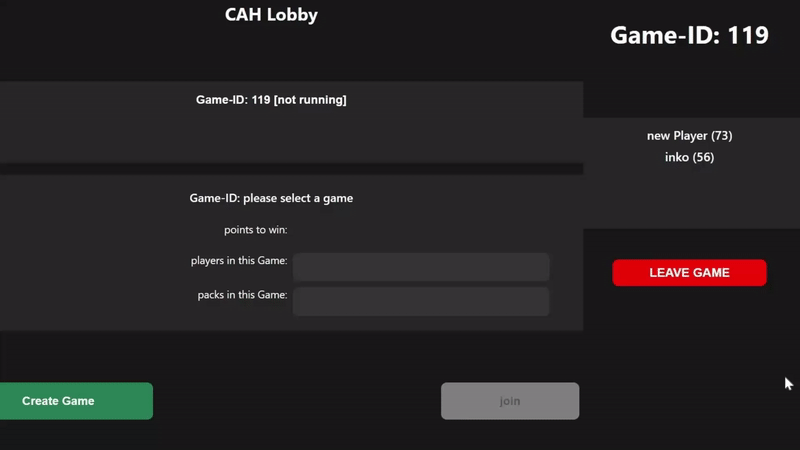 CAH Lobby
Game-ID: 119 [not running]
Game-ID: please select a game
points to win:
players in this Game:
packs in this Game:
Create Game
join
Game-ID: 119
new Player (73)
inko (56)
LEAVE GAME